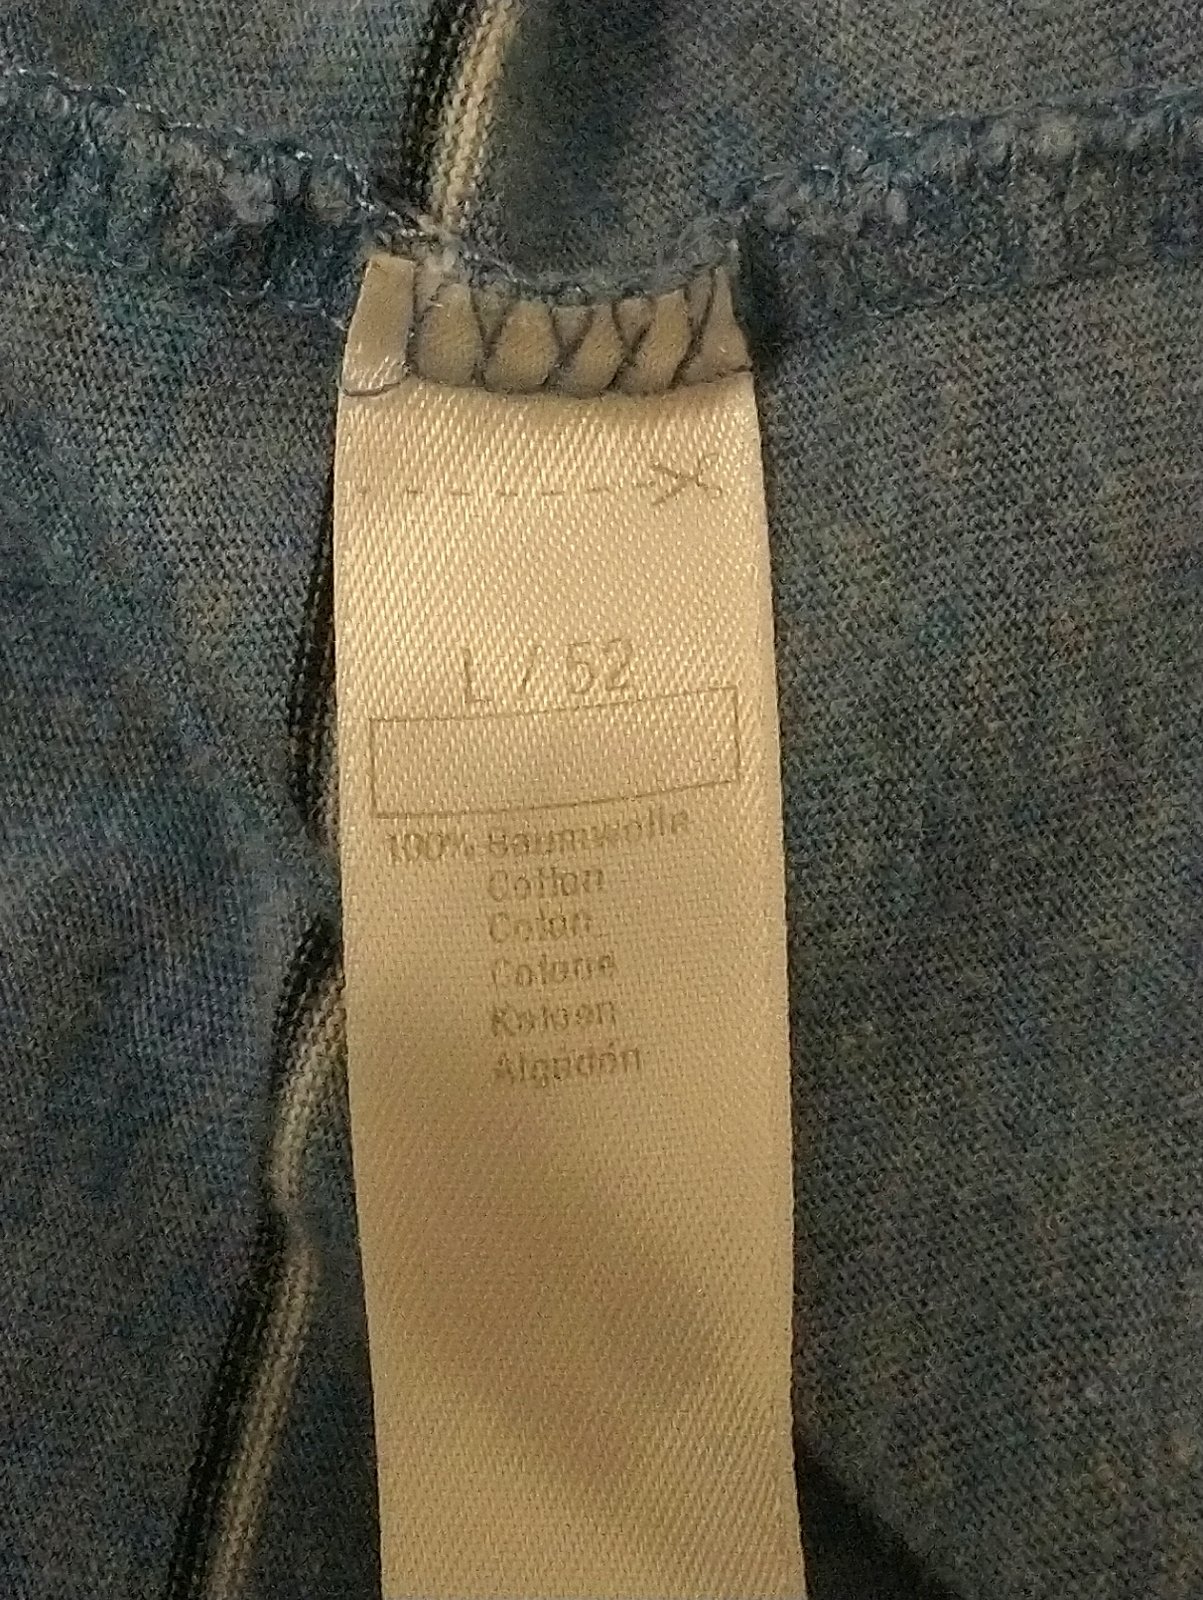 L / 52
100% Baumwolle
Cotton
Coton
Cotone
Katoen
Algodón